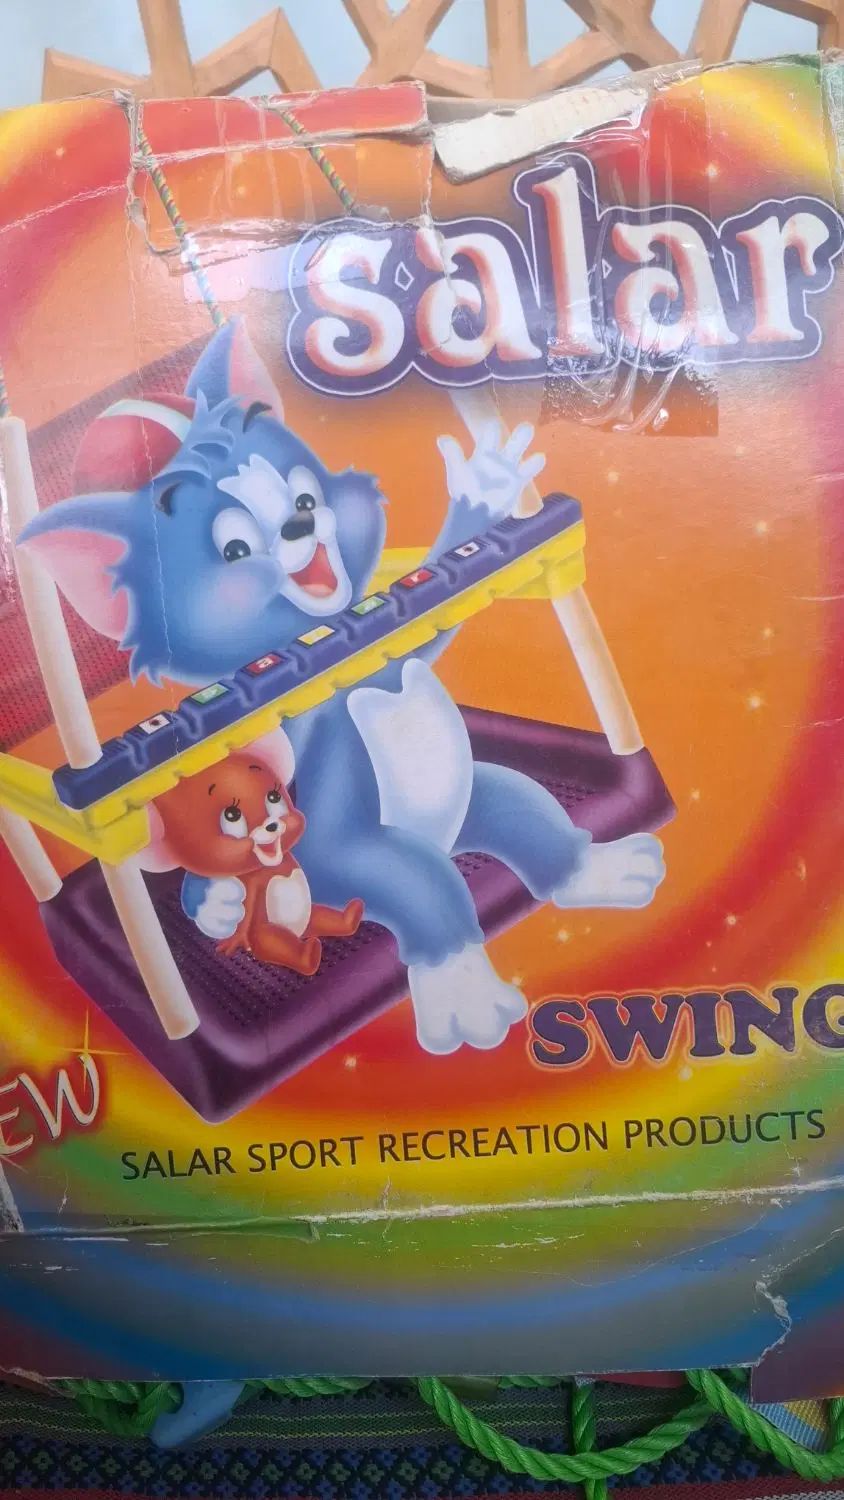 salar
SWING
EW
SALAR SPORT RECREATION PRODUCTS